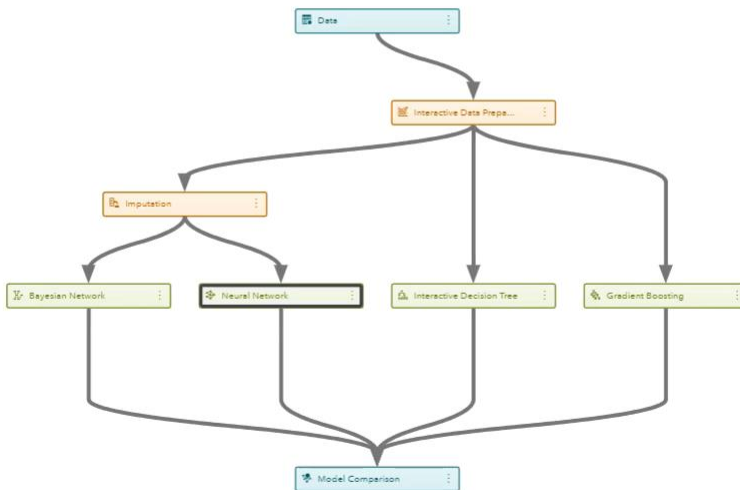 Data
Interactive Data Prepa...
Imputation
Bayesian Network
Neural Network
Interactive Decision Tree
Gradient Boosting
Model Comparison